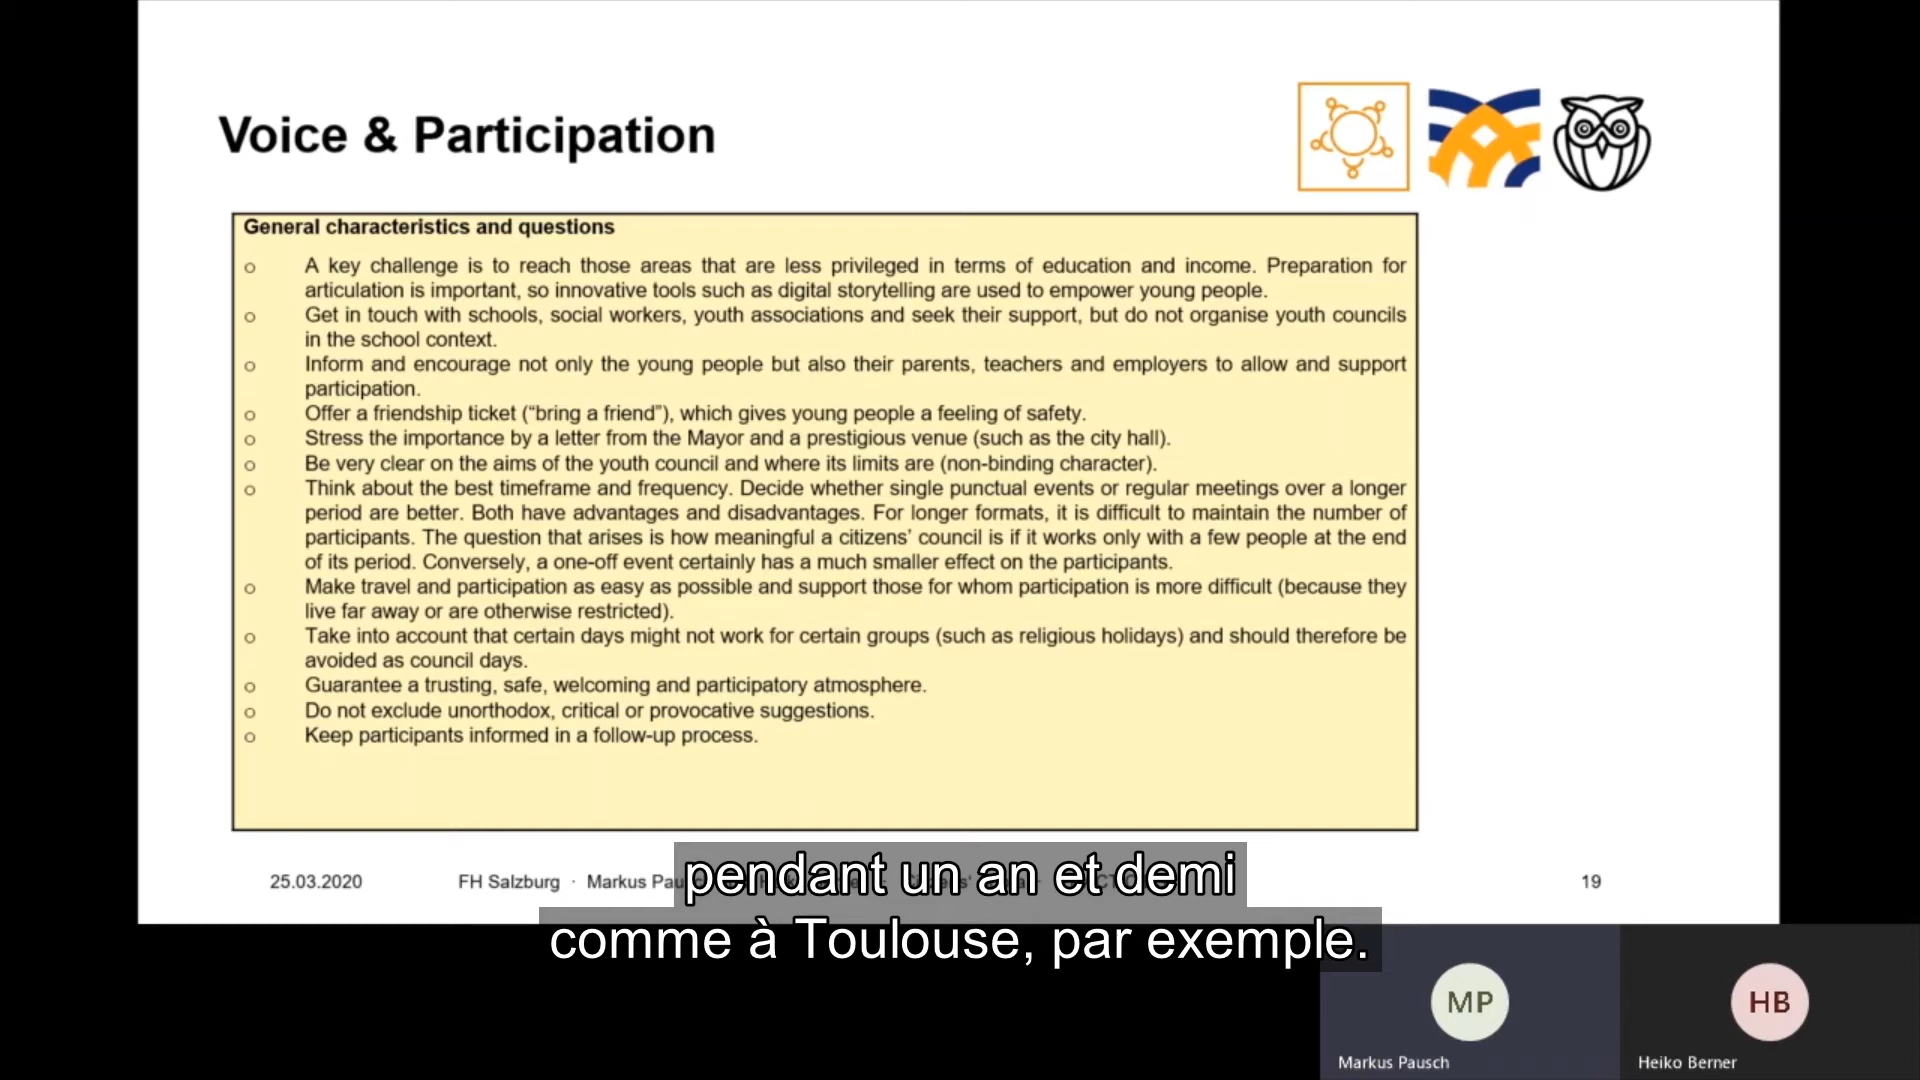 Voice & Participation
General characteristics and questions
o A key challenge is to reach those areas that are less privileged in terms of education and income. Preparation for
articulation is important, so innovative tools such as digital storytelling are used to empower young people.
o Get in touch with schools, social workers, youth associations and seek their support, but do not organise youth councils
in the school context.
o Inform and encourage not only the young people but also their parents, teachers and employers to allow and support
participation.
o Offer a friendship ticket (“bring a friend”), which gives young people a feeling of safety.
o Stress the importance by a letter from the Mayor and a prestigious venue (such as the city hall).
o Be very clear on the aims of the youth council and where its limits are (non-binding character).
o Think about the best timeframe and frequency. Decide whether single punctual events or regular meetings over a longer
period are better. Both have advantages and disadvantages. For longer formats, it is difficult to maintain the number of
participants. The question that arises is how meaningful a citizens’ council is if it works only with a few people at the end
of its period. Conversely, a one-off event certainly has a much smaller effect on the participants.
o Make travel and participation as easy as possible and support those for whom participation is more difficult (because they
live far away or are otherwise restricted).
o Take into account that certain days might not work for certain groups (such as religious holidays) and should therefore be
avoided as council days.
o Guarantee a trusting, safe, welcoming and participatory atmosphere.
o Do not exclude unorthodox, critical or provocative suggestions.
o Keep participants informed in a follow-up process.
25.03.2020 FH Salzburg · Markus 19
pendant un an et demi
comme à Toulouse, par exemple.
MP HB
Markus Pausch Heiko Berner